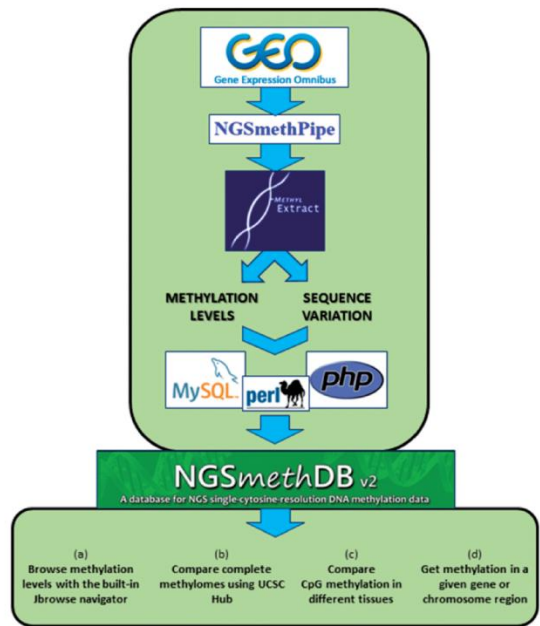 GEO
Gene Expression Omnibus
NGSmethPipe
METHYL
Extract
METHYLATION
LEVELS
SEQUENCE
VARIATION
MySQL
perl
php
NGSmethDB v2
A database for NGS single-cytosine-resolution DNA methylation data
(a)
Browse methylation
levels with the built-in
Jbrowse navigator
(b)
Compare complete
methylomes using UCSC
Hub
(c)
Compare
CpG methylation in
different tissues
(d)
Get methylation in a
given gene or
chromosome region